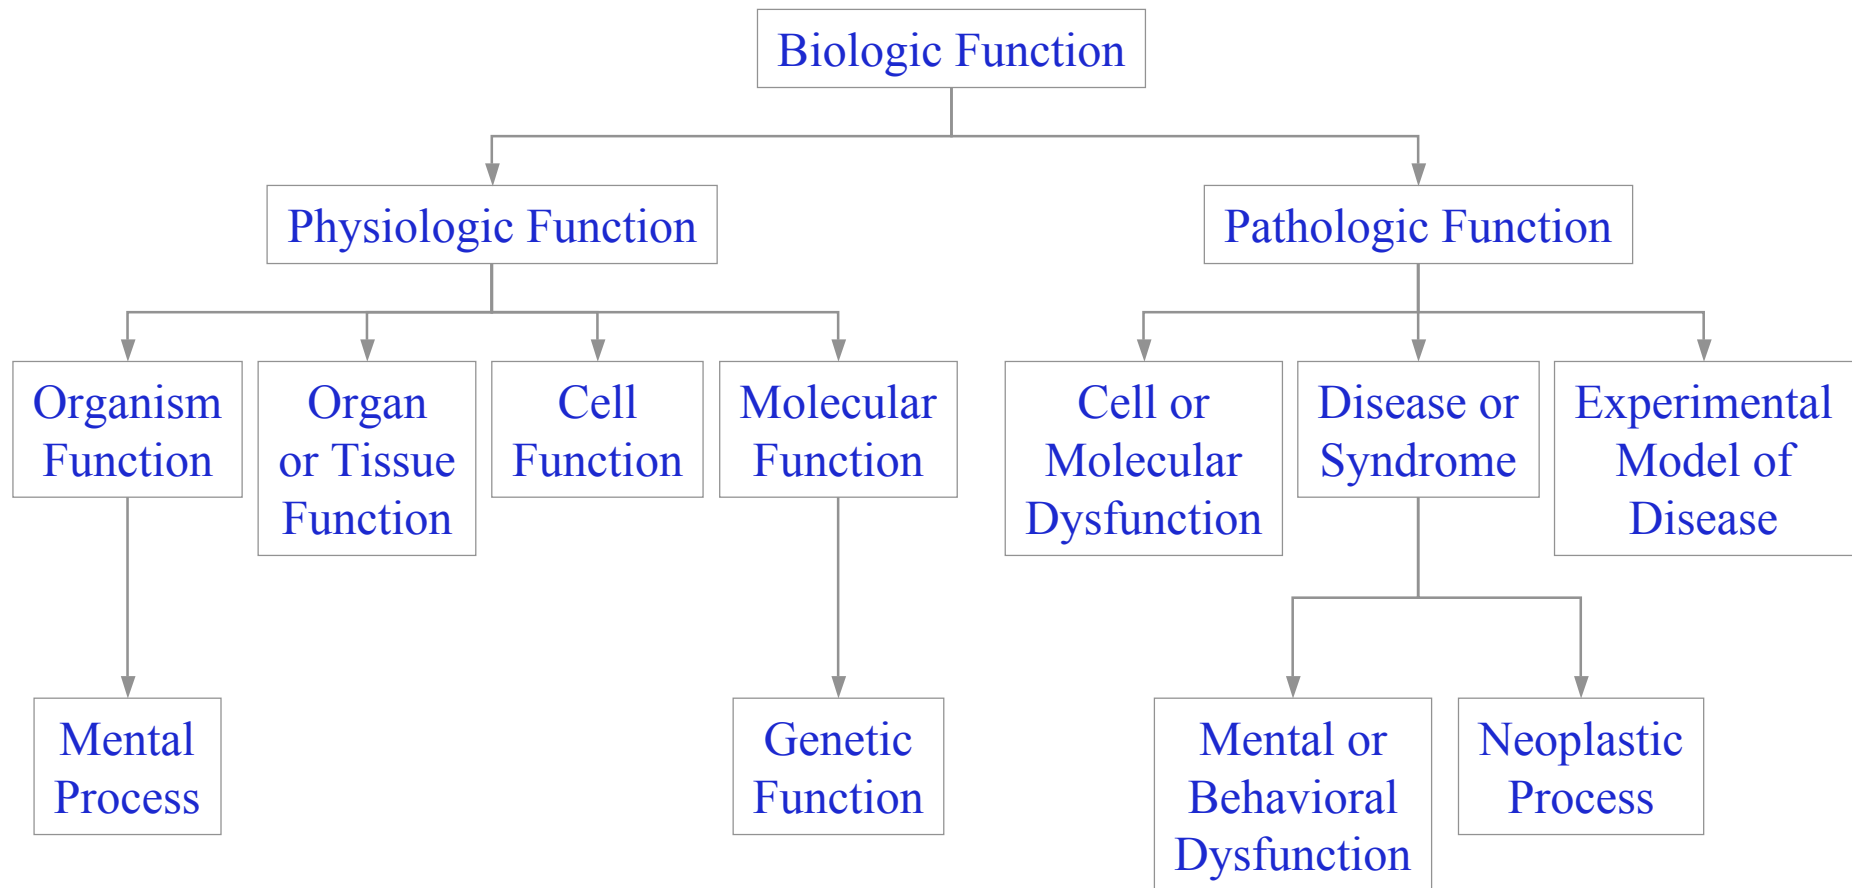 Biologic Function
Physiologic Function
Pathologic Function
Organism
Function
Organ
or Tissue
Function
Cell
Function
Molecular
Function
Cell or
Molecular
Dysfunction
Disease or
Syndrome
Experimental
Model of
Disease
Mental
Process
Genetic
Function
Mental or
Behavioral
Dysfunction
Neoplastic
Process